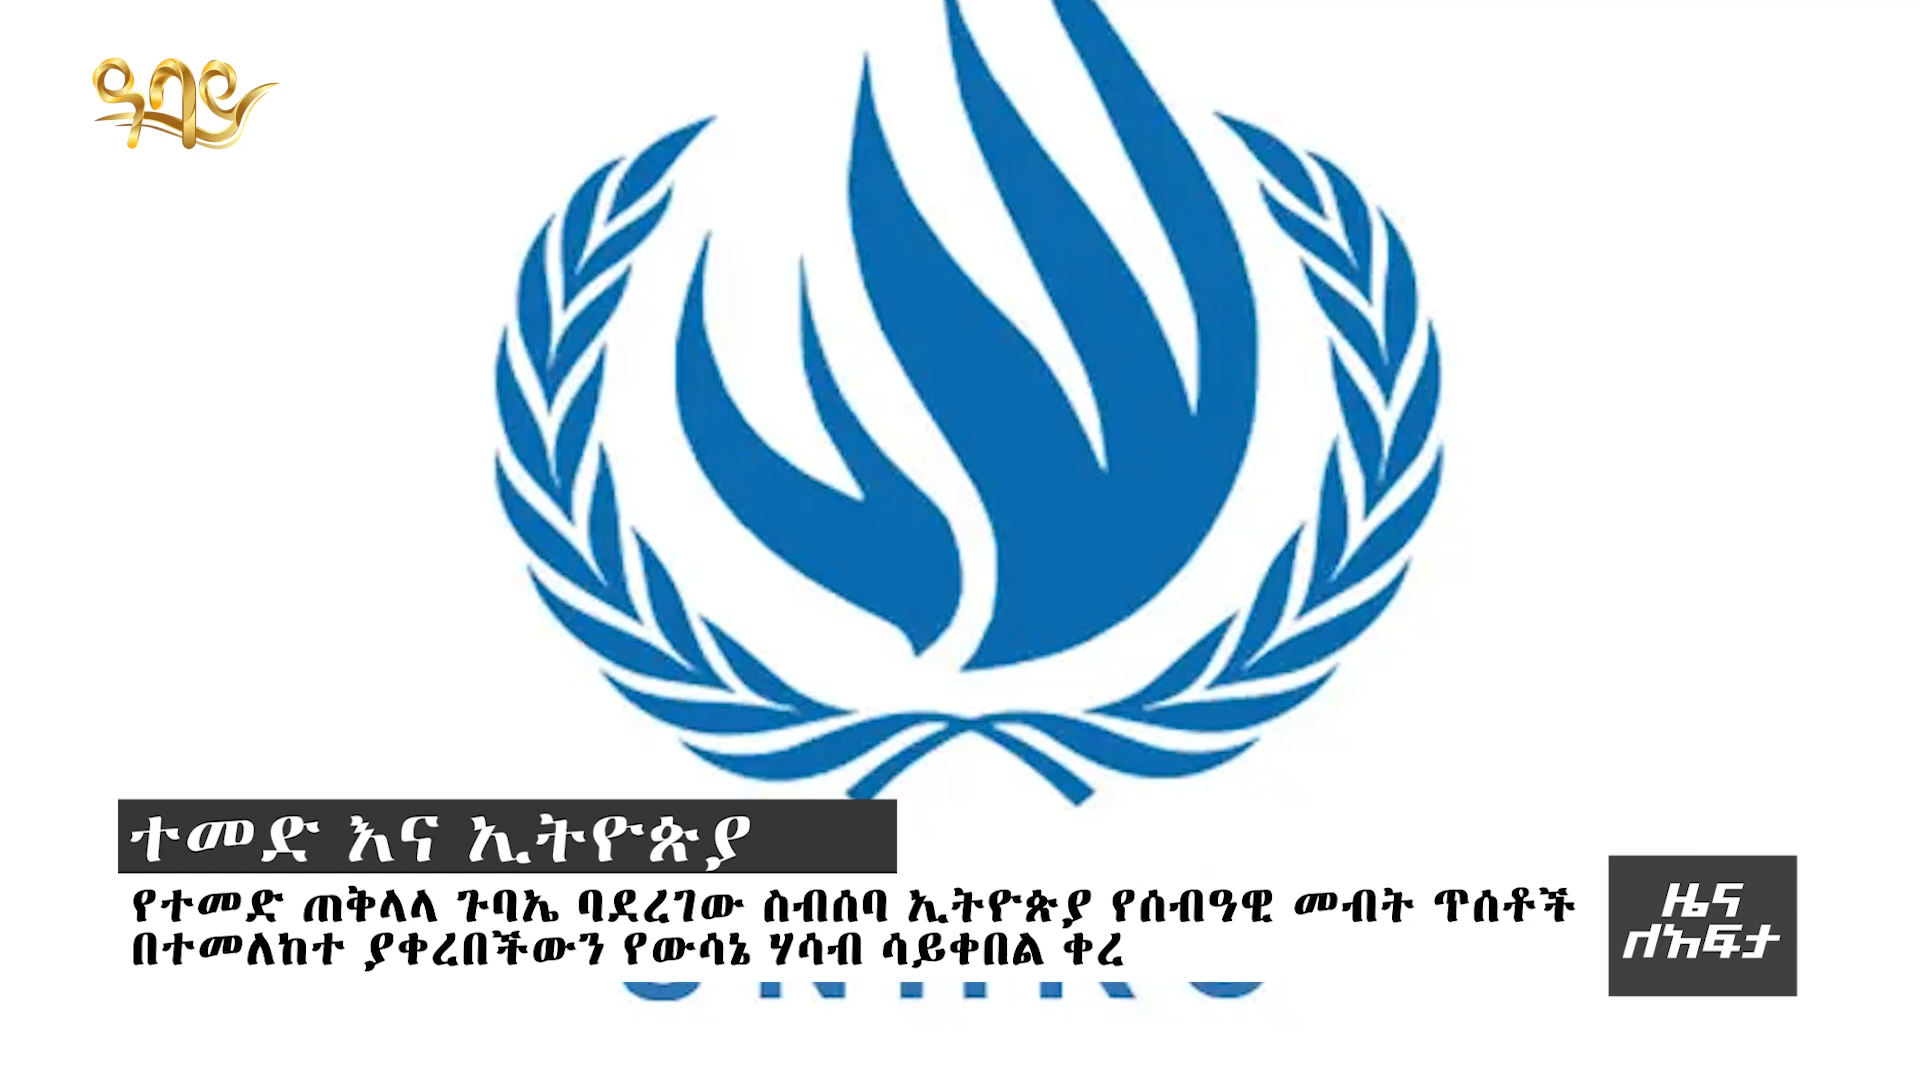 ዓባይ
ተመድ እና ኢትዮጵያ
የተመድ ጠቅላላ ጉባኤ ባደረገው ስብሰባ ኢትዮጵያ የሰብዓዊ መብት ጥሰቶች
በተመለከተ ያቀረበችውን የውሳኔ ሃሳብ ሳይቀበል ቀረ
ዜና
ለአፍታ